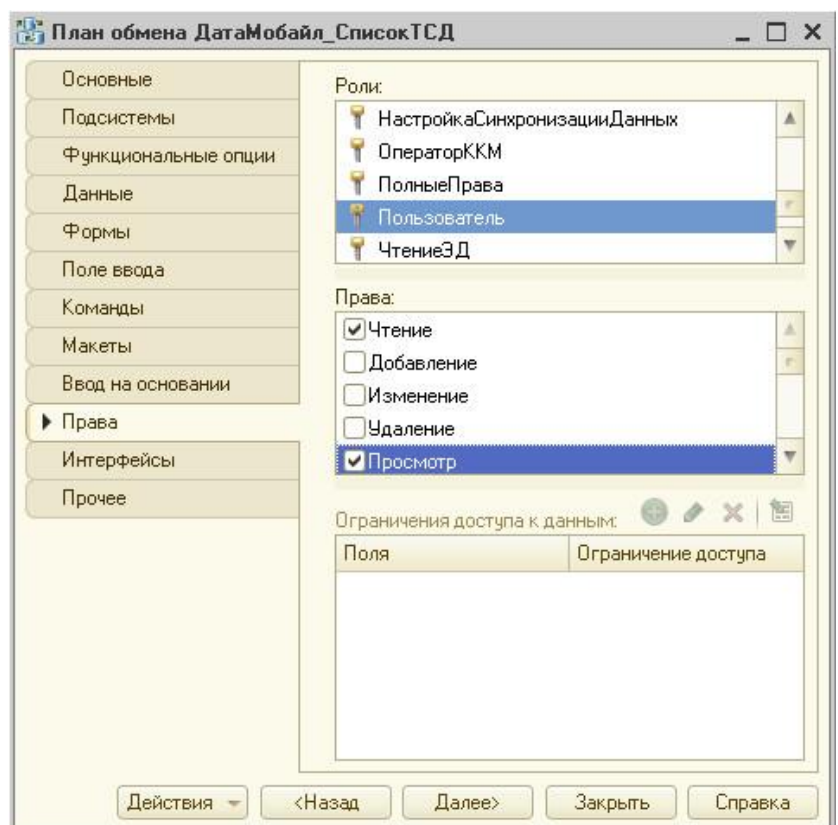 План обмена ДатаМобайл_СписокТСД
Основные
Подсистемы
Функциональные опции
Данные
Формы
Поле ввода
Команды
Макеты
Ввод на основании
Права
Интерфейсы
Прочее
Роли:
НастройкаСинхронизацииДанных
ОператорККМ
ПолныеПрава
Пользователь
ЧтениеЭД
Права:
Чтение
Добавление
Изменение
Удаление
Просмотр
Ограничения доступа к данным:
Поля Ограничение доступа
Действия <Назад Далее> Закрыть Справка